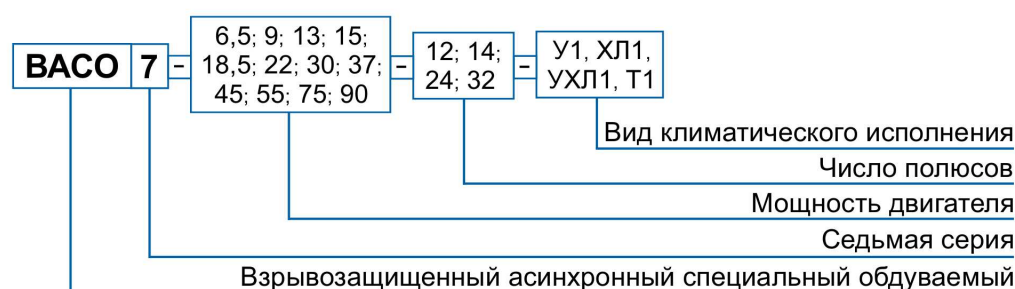 ВАСО 7 - 6,5; 9; 13; 15; 18,5; 22; 30; 37; 45; 55; 75; 90 - 12; 14; 24; 32 - У1, ХЛ1, УХЛ1, Т1
Вид климатического исполнения
Число полюсов
Мощность двигателя
Седьмая серия
Взрывозащищенный асинхронный специальный обдуваемый